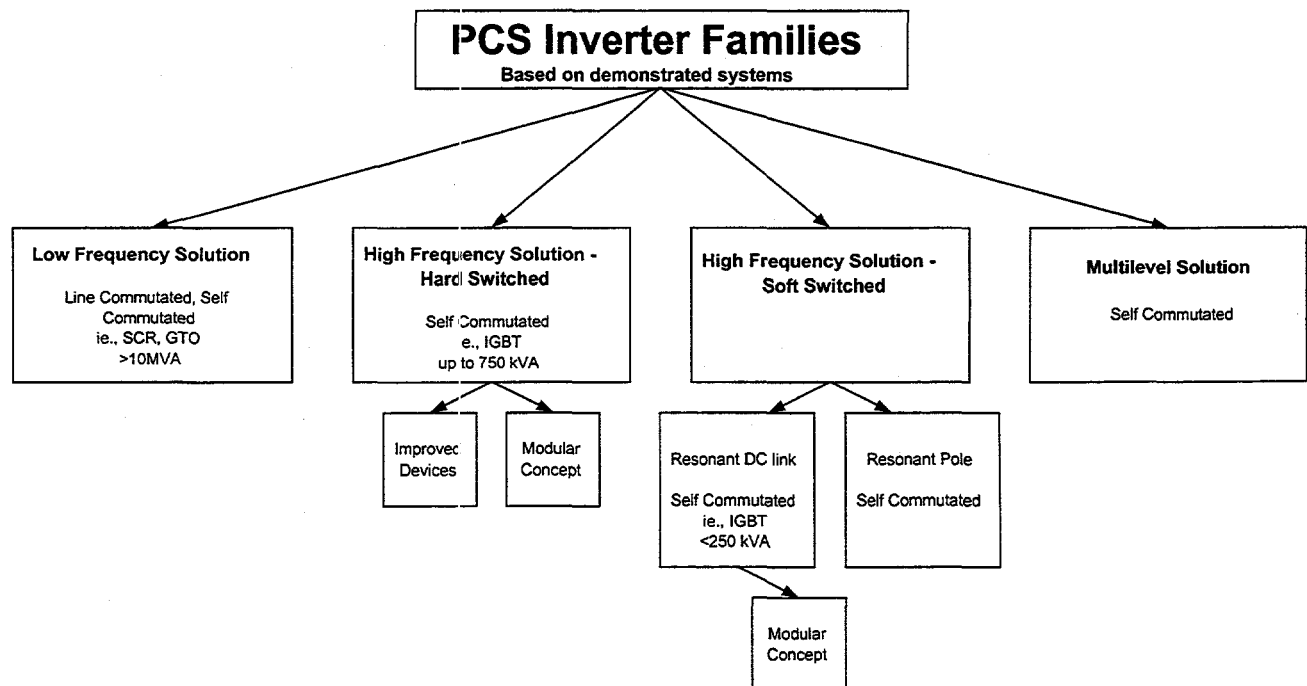 PCS Inverter Families
Based on demonstrated systems
Low Frequency Solution
Line Commutated, Self
Commutated
ie., SCR, GTO
>10MVA
High Frequency Solution -
Hard Switched
Self Commutated
e., IGBT
up to 750 kVA
High Frequency Solution -
Soft Switched
Multilevel Solution
Self Commutated
Improved
Devices
Modular
Concept
Resonant DC link
Self Commutated
ie., IGBT
<250 kVA
Resonant Pole
Self Commutated
Modular
Concept